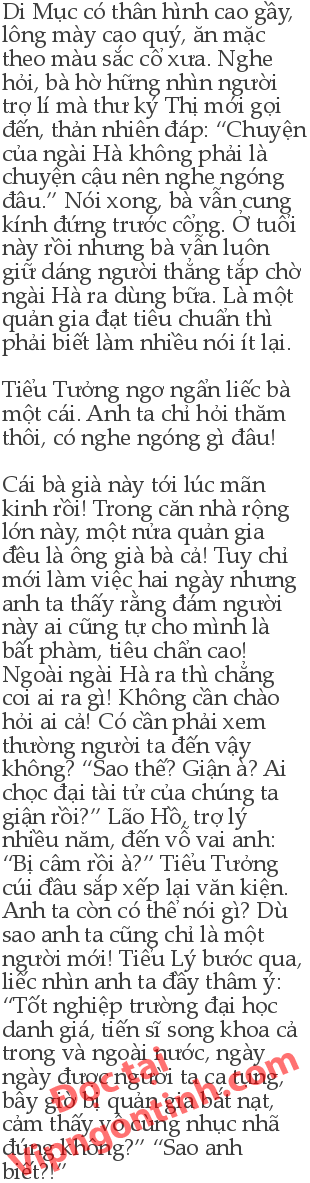 Di Mục có thân hình cao gầy,
lông mày cao quý, ăn mặc
theo màu sắc cổ xưa. Nghe
hỏi, bà hờ hững nhìn người
trợ lí mà thư ký Thị mới gọi
đến, thản nhiên đáp: “Chuyện
của ngài Hà không phải là
chuyện cậu nên nghe ngóng
đâu.” Nói xong, bà vẫn cung
kính đứng trước cổng. Ở tuổi
này rồi nhưng bà vẫn luôn
giữ dáng người thẳng tắp chờ
ngài Hà ra dùng bữa. Là một
quản gia đạt tiêu chuẩn thì
phải biết làm nhiều nói ít lại.
Tiểu Tưởng ngơ ngẩn liếc bà
một cái. Anh ta chỉ hỏi thăm
thôi, có nghe ngóng gì đâu!
Cái bà già này tới lúc mãn
kinh rồi! Trong căn nhà rộng
lớn này, một nửa quản gia
đều là ông già bà cả! Tuy chỉ
mới làm việc hai ngày nhưng
anh ta thấy rằng đám người
này ai cũng tự cho mình là
bất phàm, tiêu chẩn cao!
Ngoài ngài Hà ra thì chẳng
coi ai ra gì! Không cần chào
hỏi ai cả! Có cần phải xem
thường người ta đến vậy
không? “Sao thế? Giận à? Ai
chọc đại tài tử của chúng ta
giận rồi?” Lão Hồ, trợ lý
nhiều năm, đến vỗ vai anh:
“Bị câm rồi à?” Tiểu Tưởng
cúi đầu sắp xếp lại văn kiện.
Anh ta còn có thể nói gì? Dù
sao anh ta cũng chỉ là một
người mới! Tiểu Lý bước qua,
liếc nhìn anh ta đầy thâm ý:
“Tốt nghiệp trường đại học
danh giá, tiến sĩ song khoa cả
trong và ngoài nước, ngày
ngày được người ta ca tụng,
bây giờ bị quản gia bắt nạt,
cảm thấy vô cùng nhục nhã
đúng không?” “Sao anh
biết?!”
Doc tai
Vipngontinh.com